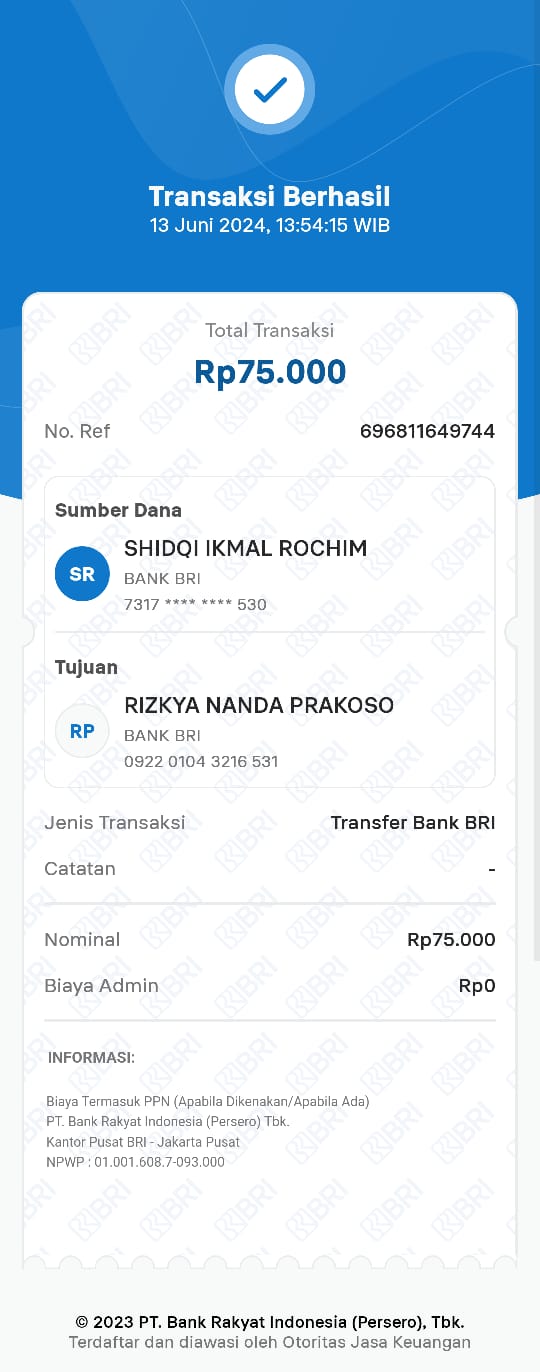 Transaksi Berhasil
13 Juni 2024, 13:54:15 WIB
Total Transaksi
Rp75.000
No. Ref 696811649744
Sumber Dana
SR SHIDQI IKMAL ROCHIM
BANK BRI
7317 **** **** 530
Tujuan
RP RIZKYA NANDA PRAKOSO
BANK BRI
0922 0104 3216 531
Jenis Transaksi Transfer Bank BRI
Catatan -
Nominal Rp75.000
Biaya Admin Rp0
INFORMASI:
Biaya Termasuk PPN (Apabila Dikenakan/Apabila Ada)
PT. Bank Rakyat Indonesia (Persero) Tbk.
Kantor Pusat BRI - Jakarta Pusat
NPWP : 01.001.608.7-093.000
© 2023 PT. Bank Rakyat Indonesia (Persero), Tbk.
Terdaftar dan diawasi oleh Otoritas Jasa Keuangan